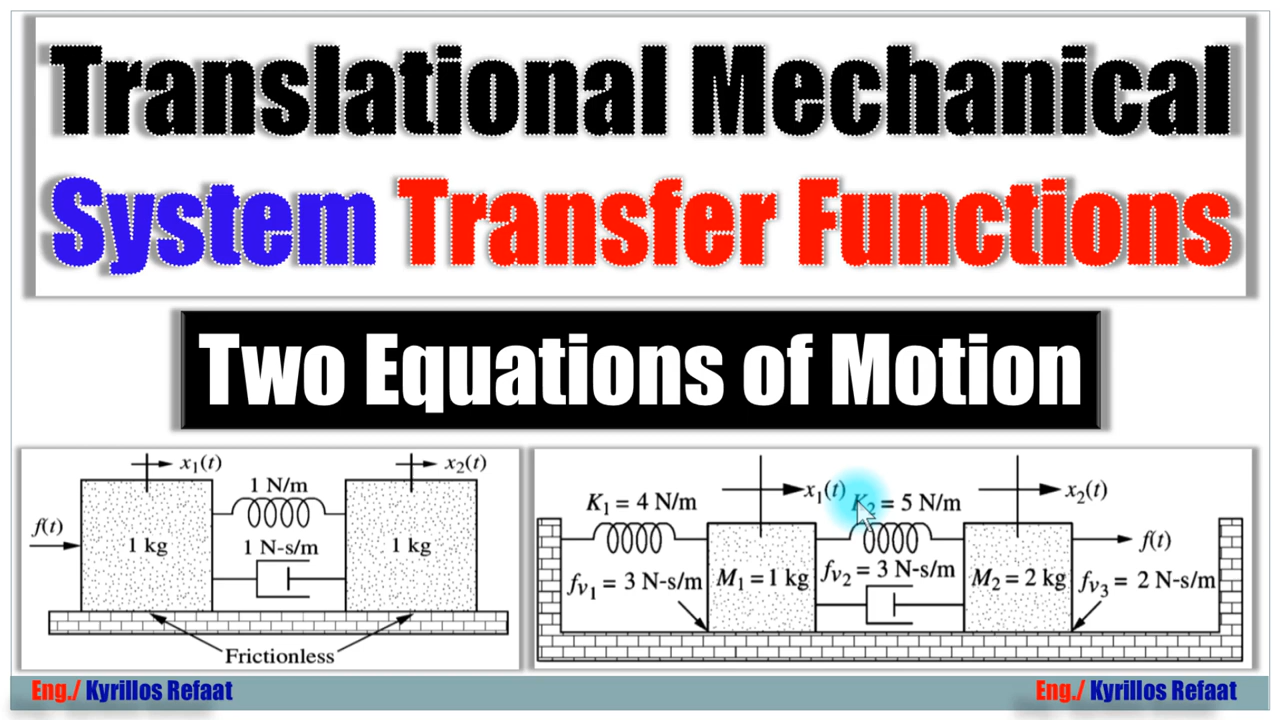 Translational Mechanical
System Transfer Functions
Two Equations of Motion
x₁(t)
x₂(t)
1 N/m
f(t)
1 kg
1 N-s/m
1 kg
Frictionless
x₁(t)
x₂(t)
K₁ = 4 N/m
K₂ = 5 N/m
f(t)
fᵥ₁ = 3 N-s/m
M₁ = 1 kg
fᵥ₂ = 3 N-s/m
M₂ = 2 kg
fᵥ₃ = 2 N-s/m
Eng./ Kyrillos Refaat
Eng./ Kyrillos Refaat